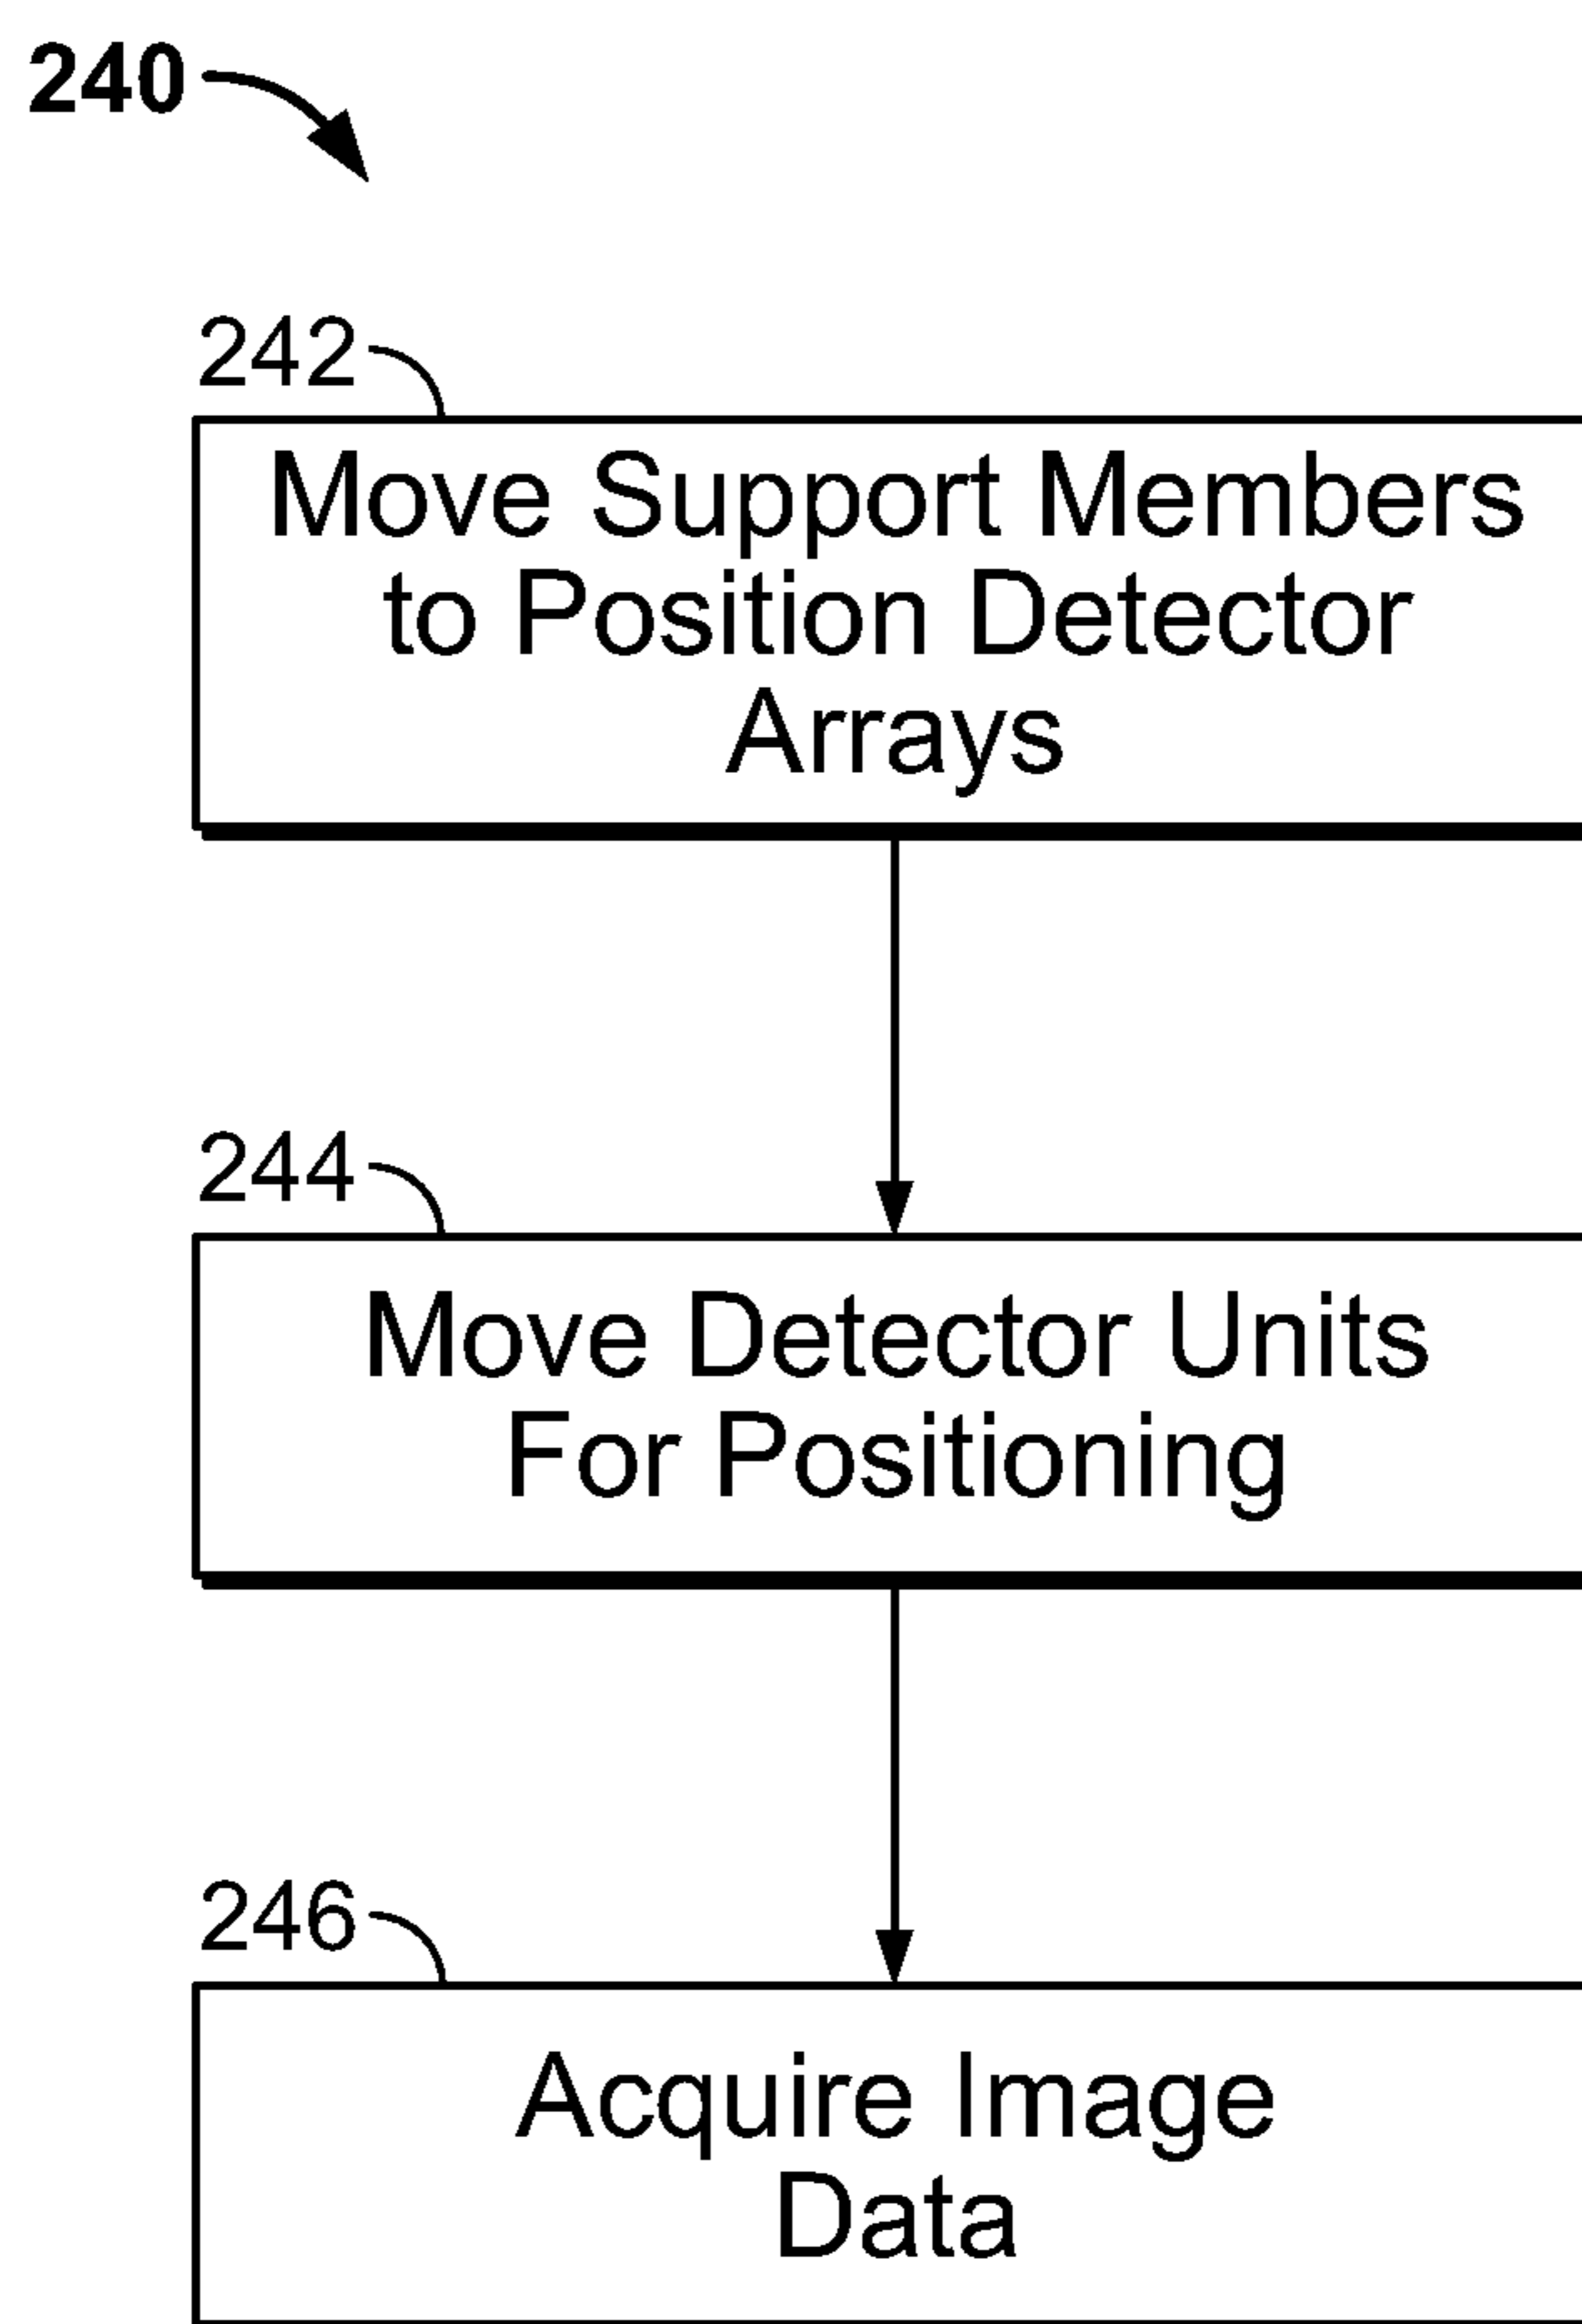 240
242
Move Support Members
to Position Detector
Arrays
244
Move Detector Units
For Positioning
246
Acquire Image
Data